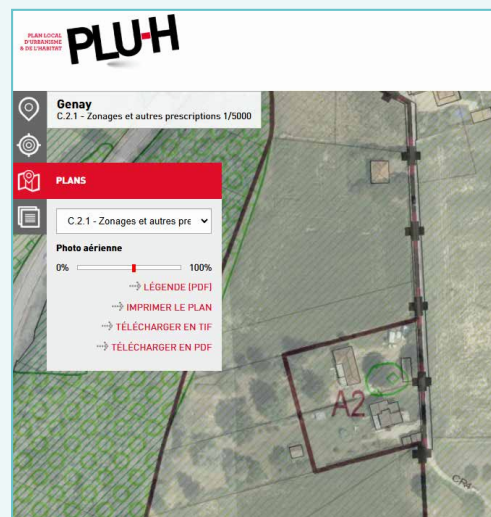 PLAN LOCAL
D'URBANISME
& DE L'HABITAT
PLU-H
Genay
C.2.1 - Zonages et autres prescriptions 1/5000
PLANS
C.2.1 - Zonages et autres pre
Photo aérienne
0% 100%
LÉGENDE (PDF)
IMPRIMER LE PLAN
TÉLÉCHARGER EN TIF
TÉLÉCHARGER EN PDF
A2
CR4